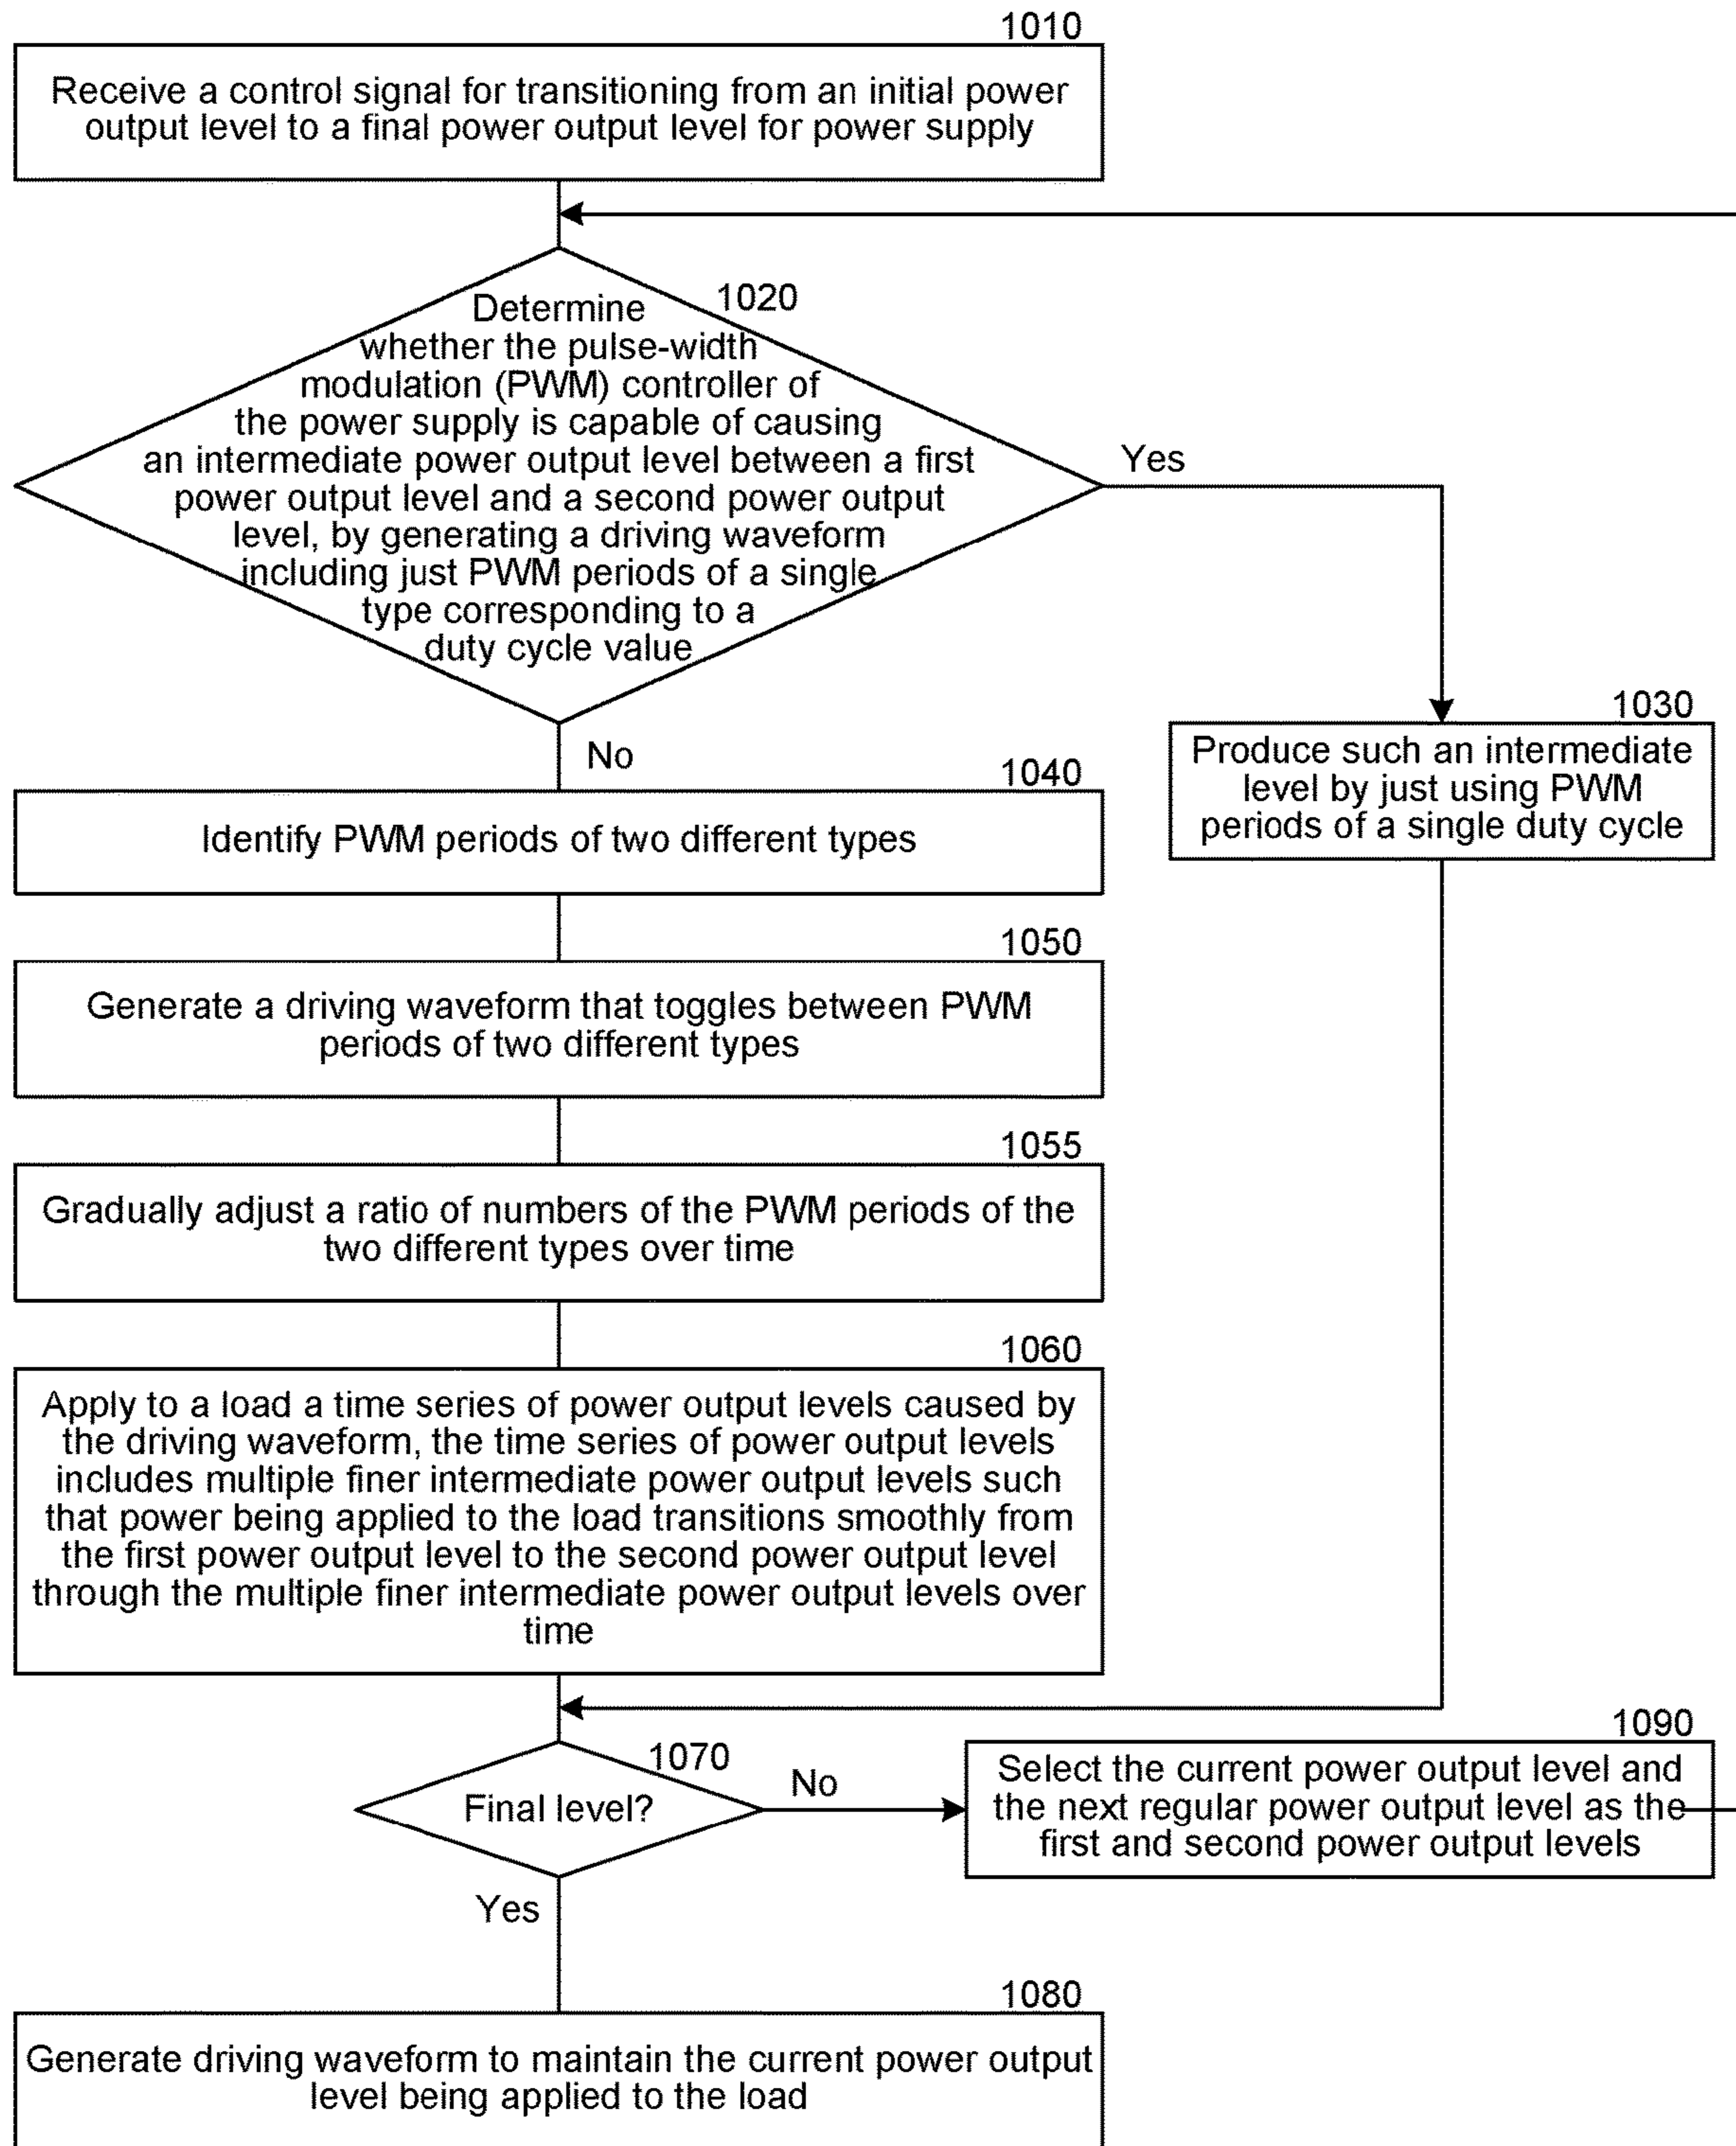 1010
Receive a control signal for transitioning from an initial power
output level to a final power output level for power supply
1020
Determine
whether the pulse-width
modulation (PWM) controller of
the power supply is capable of causing
an intermediate power output level between a first
power output level and a second power output
level, by generating a driving waveform
including just PWM periods of a single
type corresponding to a
duty cycle value
Yes
No
1030
Produce such an intermediate
level by just using PWM
periods of a single duty cycle
1040
Identify PWM periods of two different types
1050
Generate a driving waveform that toggles between PWM
periods of two different types
1055
Gradually adjust a ratio of numbers of the PWM periods of the
two different types over time
1060
Apply to a load a time series of power output levels caused by
the driving waveform, the time series of power output levels
includes multiple finer intermediate power output levels such
that power being applied to the load transitions smoothly from
the first power output level to the second power output level
through the multiple finer intermediate power output levels over
time
1070
Final level?
No
1090
Select the current power output level and
the next regular power output level as the
first and second power output levels
Yes
1080
Generate driving waveform to maintain the current power output
level being applied to the load